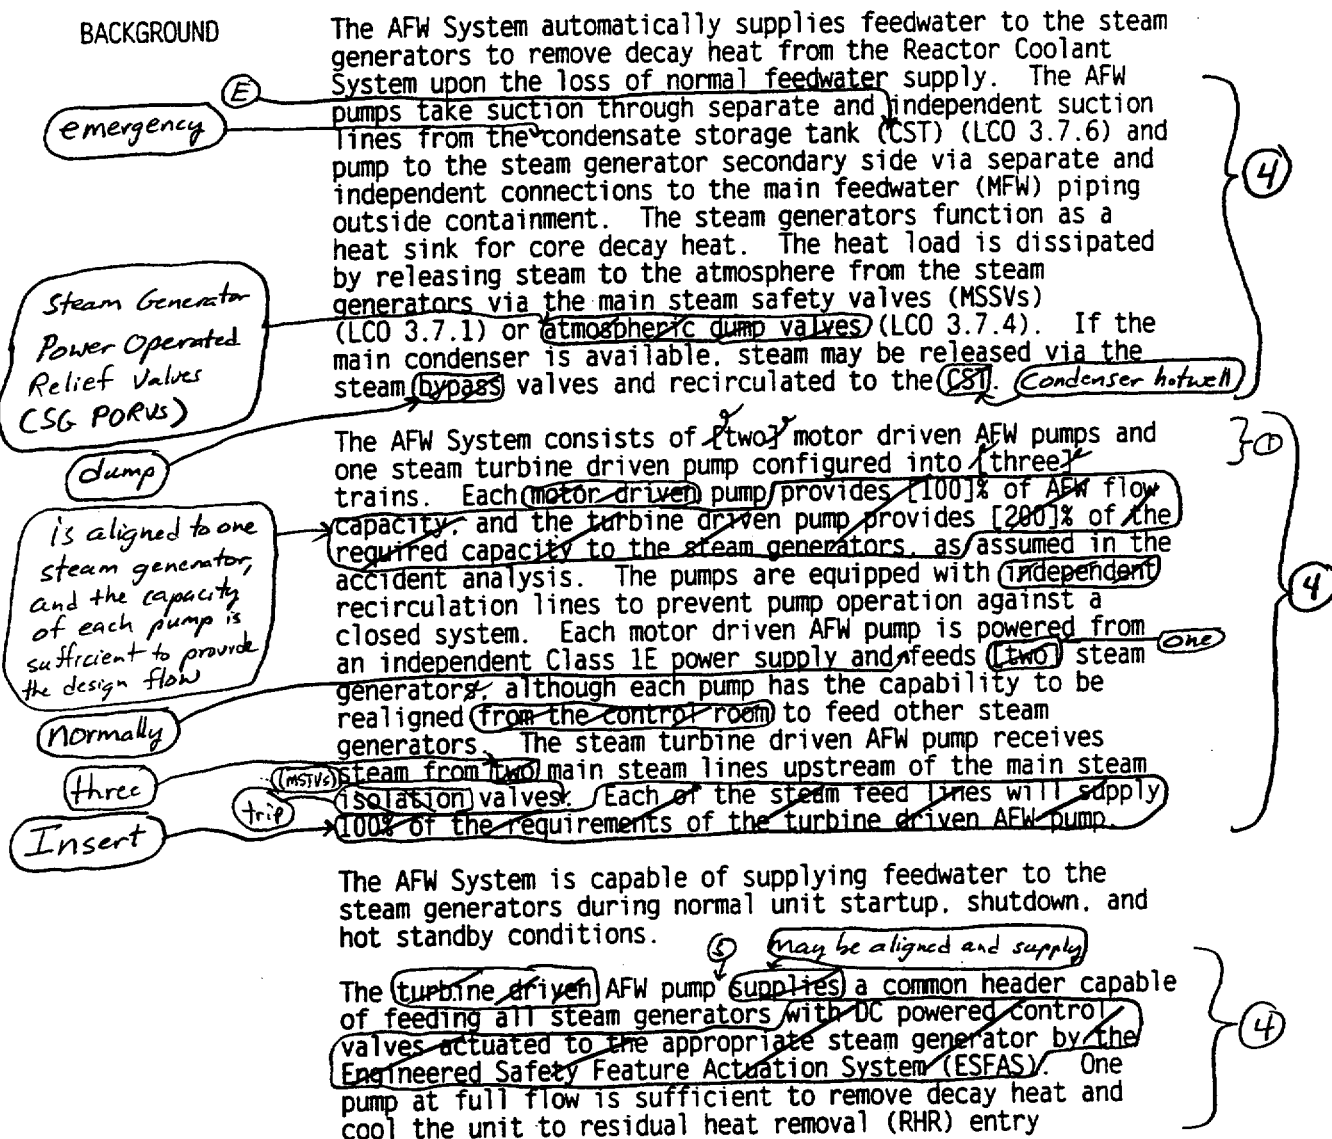 BACKGROUND
The AFW System automatically supplies feedwater to the steam
generators to remove decay heat from the Reactor Coolant
System upon the loss of normal feedwater supply. The AFW
pumps take suction through separate and independent suction
lines from the condensate storage tank (CST) (LCO 3.7.6) and
pump to the steam generator secondary side via separate and
independent connections to the main feedwater (MFW) piping
outside containment. The steam generators function as a
heat sink for core decay heat. The heat load is dissipated
by releasing steam to the atmosphere from the steam
generators via the main steam safety valves (MSSVs)
(LCO 3.7.1) or atmospheric dump valves (LCO 3.7.4). If the
main condenser is available, steam may be released via the
steam bypass valves and recirculated to the CST. Condenser hotwell
E
emergency
4
Steam Generator
Power Operated
Relief Valves
(SG PORVs)
dump
The AFW System consists of [two] motor driven AFW pumps and
one steam turbine driven pump configured into [three]
trains. Each motor driven pump provides [100]% of AFW flow
capacity, and the turbine driven pump provides [200]% of the
required capacity to the steam generators, as assumed in the
accident analysis. The pumps are equipped with independent
recirculation lines to prevent pump operation against a
closed system. Each motor driven AFW pump is powered from
an independent Class 1E power supply and feeds [two] steam
generators, although each pump has the capability to be
realigned from the control room to feed other steam
generators. The steam turbine driven AFW pump receives
steam from two main steam lines upstream of the main steam
isolation valves. Each of the steam feed lines will supply
100% of the requirements of the turbine driven AFW pump.
1
4
is aligned to one
steam generator,
and the capacity
of each pump is
sufficient to provide
the design flow
one
normally
three
(MSTVs)
trip
Insert
The AFW System is capable of supplying feedwater to the
steam generators during normal unit startup, shutdown, and
hot standby conditions.
S
may be aligned and supply
The turbine driven AFW pump supplies a common header capable
of feeding all steam generators with DC powered control
valves actuated to the appropriate steam generator by the
Engineered Safety Feature Actuation System (ESFAS). One
pump at full flow is sufficient to remove decay heat and
cool the unit to residual heat removal (RHR) entry
4